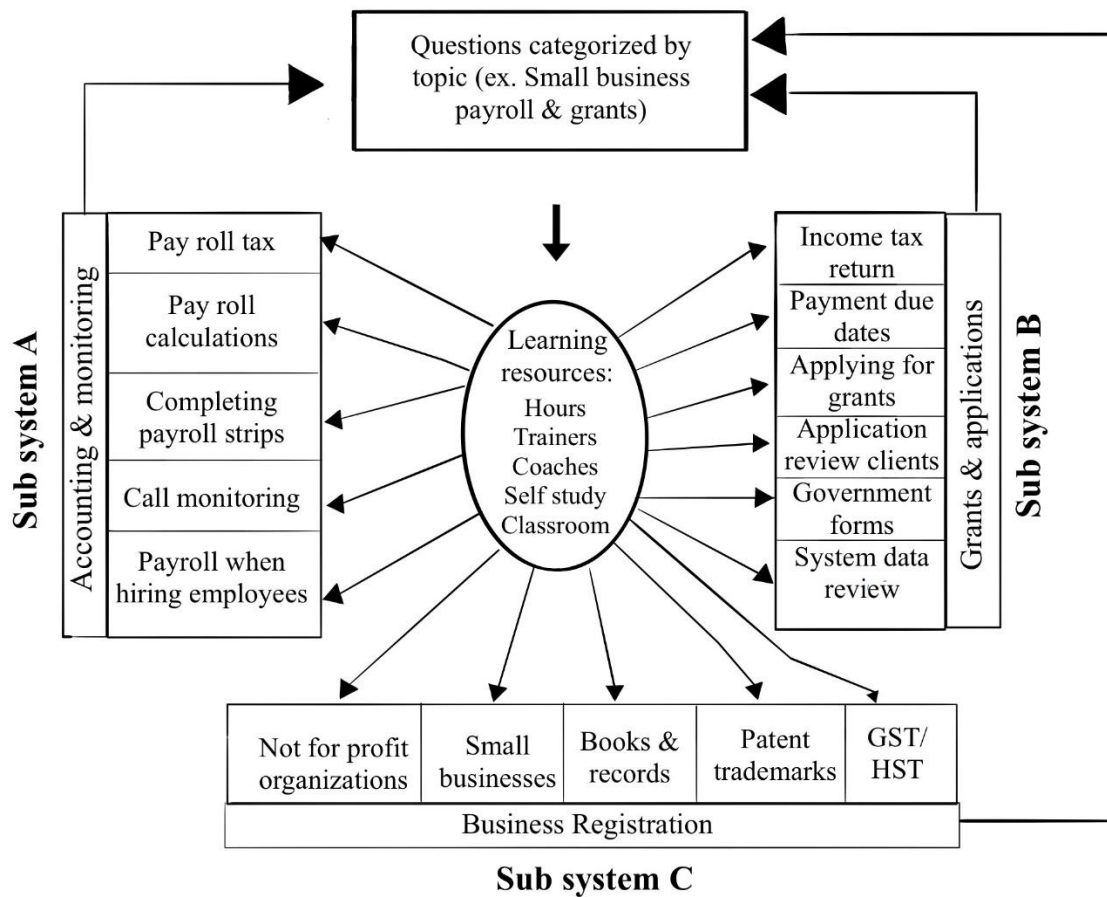 Questions categorized by
topic (ex. Small business
payroll & grants)
Sub system A
Accounting & monitoring
Pay roll tax
Pay roll
calculations
Completing
payroll strips
Call monitoring
Payroll when
hiring employees
Learning
resources:
Hours
Trainers
Coaches
Self study
Classroom
Income tax
return
Payment due
dates
Applying for
grants
Application
review clients
Government
forms
System data
review
Grants & applications
Sub system B
Not for profit
organizations
Small
businesses
Books &
records
Patent
trademarks
GST/
HST
Business Registration
Sub system C